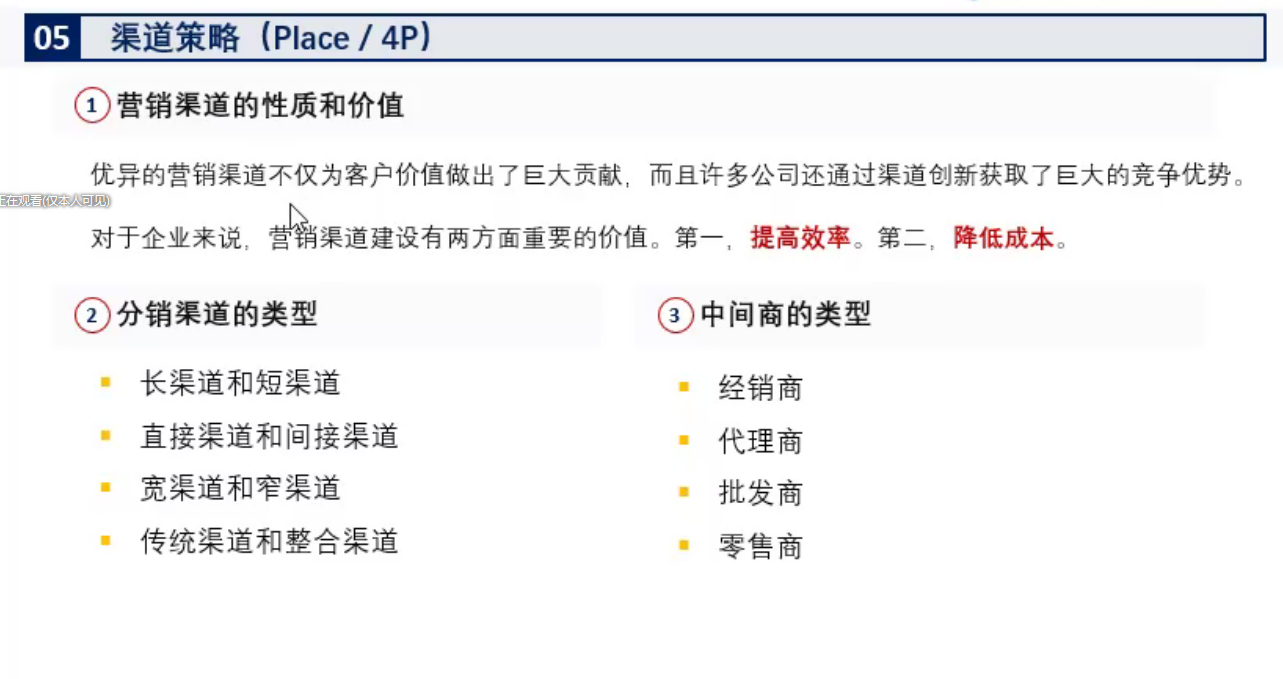 05 渠道策略（Place / 4P）
1 营销渠道的性质和价值
优异的营销渠道不仅为客户价值做出了巨大贡献，而且许多公司还通过渠道创新获取了巨大的竞争优势。
正在观看(仅本人可见)
对于企业来说，营销渠道建设有两方面重要的价值。第一，提高效率。第二，降低成本。
2 分销渠道的类型
长渠道和短渠道
直接渠道和间接渠道
宽渠道和窄渠道
传统渠道和整合渠道
3 中间商的类型
经销商
代理商
批发商
零售商